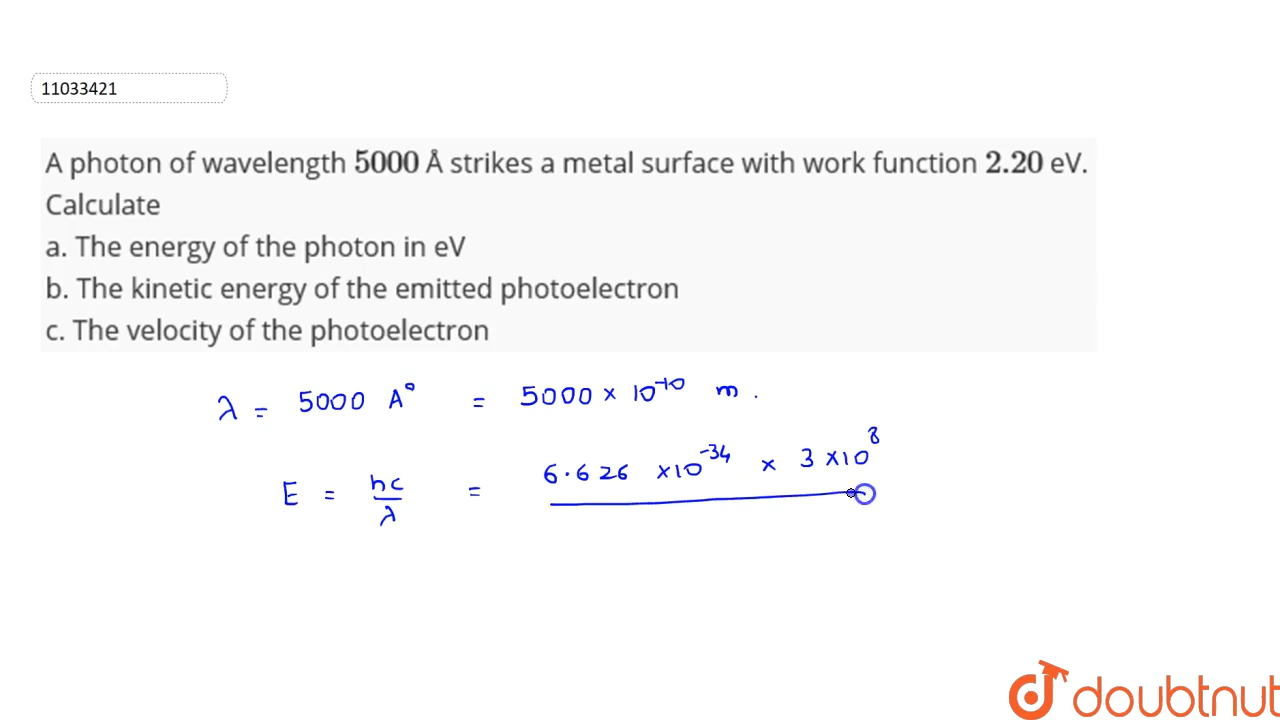 11033421
A photon of wavelength 5000 Å strikes a metal surface with work function 2.20 eV.
Calculate
a. The energy of the photon in eV
b. The kinetic energy of the emitted photoelectron
c. The velocity of the photoelectron
λ = 5000 A° = 5000 × 10⁻¹⁰ m .
E = hc/λ = 6.626 ×10⁻³⁴ × 3 ×10⁸
doubtnut